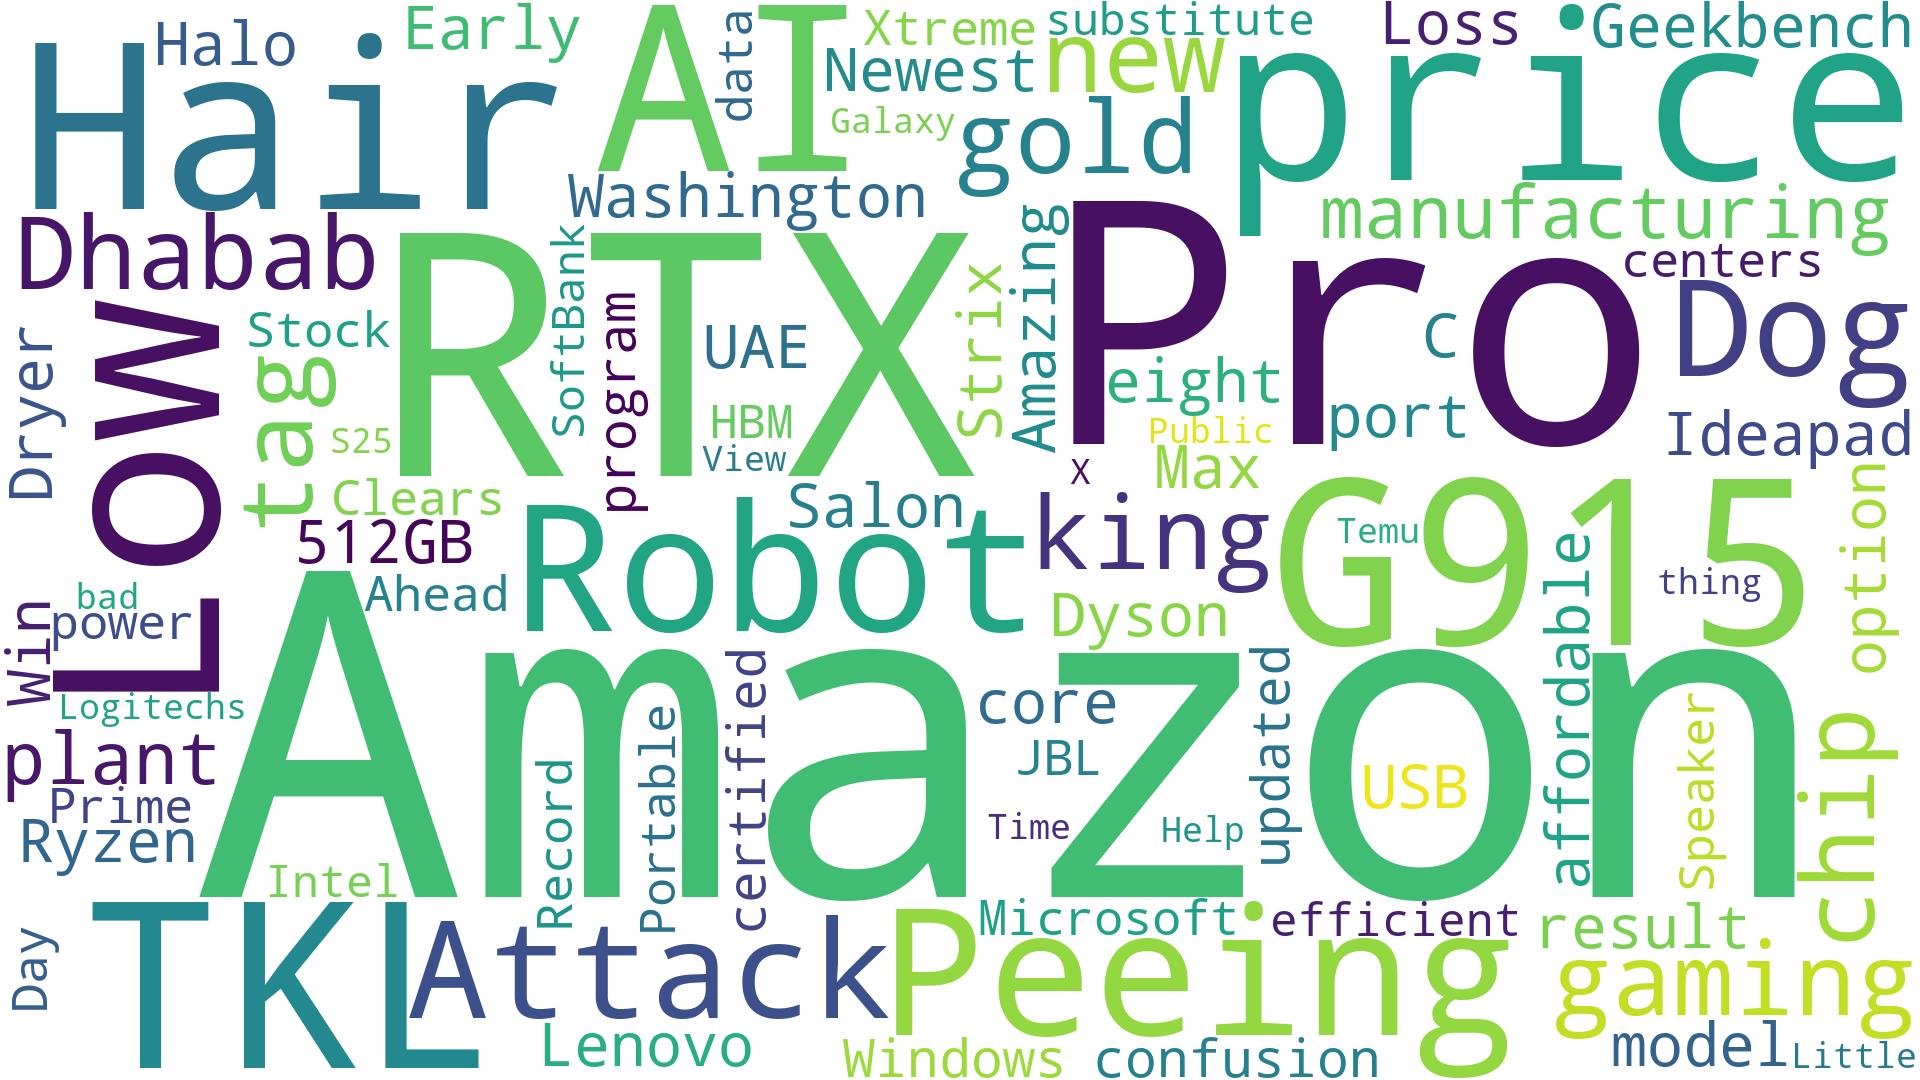 Hair
Halo
Early
AI
data
Xtreme
substitute
Newest
new
Galaxy
gold
Loss
Geekbench
price
Washington
manufacturing
Dhabab
centers
Low
Stock
tag
Dryer
RTX
SoftBank
program
UAE
HBM
View
Strix
Amazing
Pro
eight
Public
X
Max
C
port
Dog
Ideapad
S25
Clears
512GB
Ahead
Robot
Salon
king
Dyson
G915
Temu
thing
affordable
option
Win
bad
power
Logitechs
plant
Prime
Ryzen
Amazon
Intel
Record
Portable
certified
core
JBL
Time
Help
updated
USB
Speaker
chip
Day
TKL
Attack
Lenovo
Peeing
Microsoft
efficient
result
gaming
Windows
confusion
model
Little